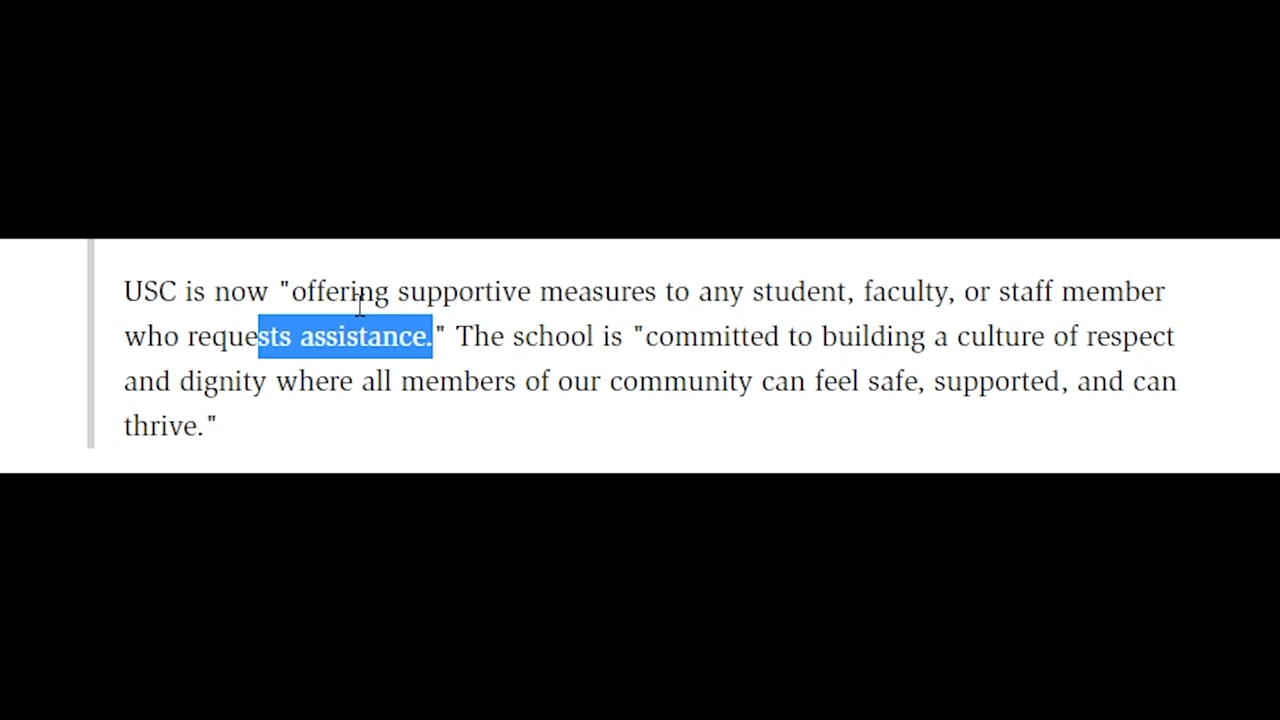 USC is now "offering supportive measures to any student, faculty, or staff member
who requests assistance." The school is "committed to building a culture of respect
and dignity where all members of our community can feel safe, supported, and can
thrive."